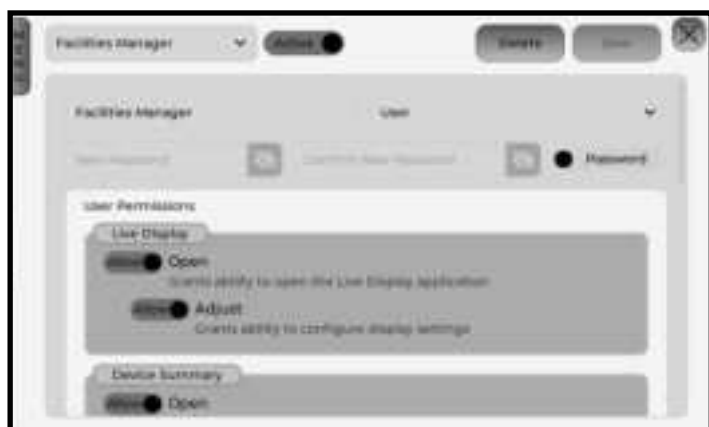 Facilities Manager Active Delete Save
Facilities Manager User
New Password Confirm New Password Password
User Permissions
Live Display
Allow Open
Grants ability to open the Live Display application
Allow Adjust
Grants ability to configure display settings
Device Summary
Allow Open